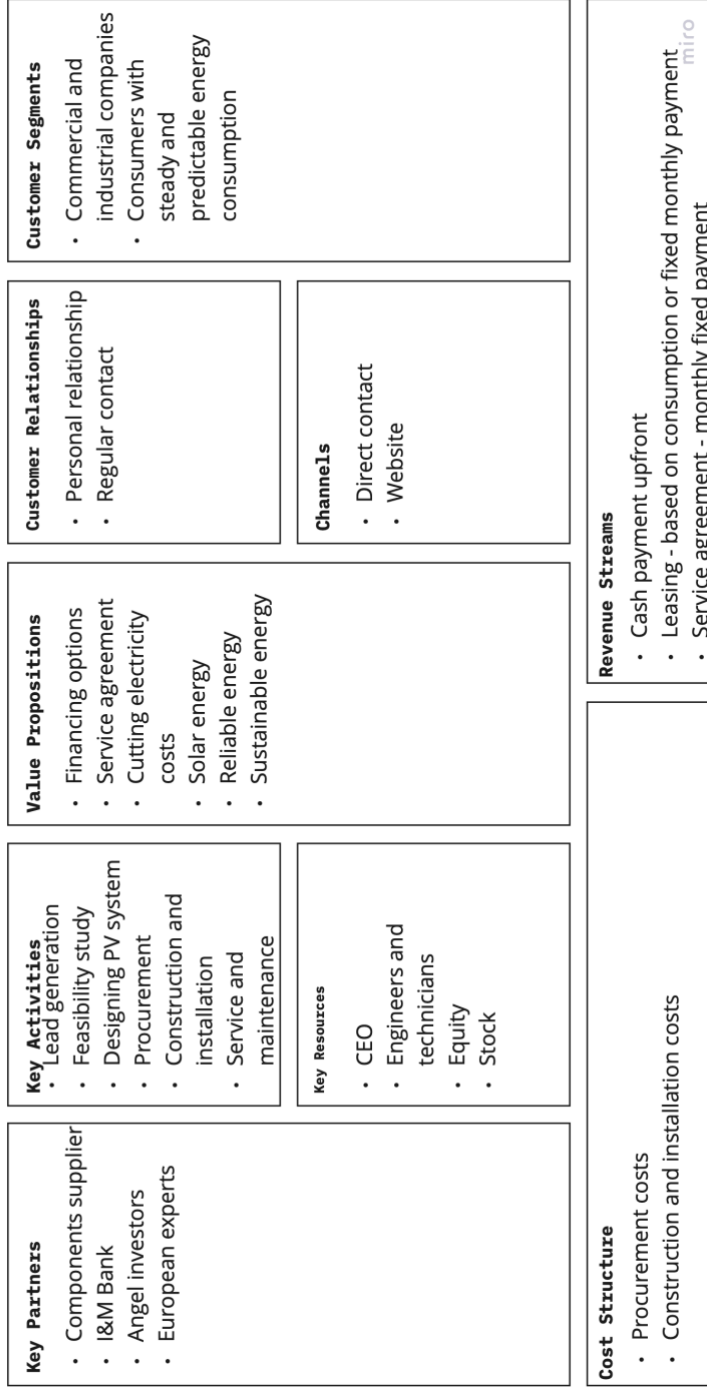 Key Partners
• Components supplier
• I&M Bank
• Angel investors
• European experts
Key Activities
• Lead generation
• Feasibility study
• Designing PV system
• Procurement
• Construction and
installation
• Service and
maintenance
Key Resources
• CEO
• Engineers and
technicians
• Equity
• Stock
Value Propositions
• Financing options
• Service agreement
• Cutting electricity
costs
• Solar energy
• Reliable energy
• Sustainable energy
Customer Relationships
• Personal relationship
• Regular contact
Channels
• Direct contact
• Website
Customer Segments
• Commercial and
industrial companies
• Consumers with
steady and
predictable energy
consumption
Cost Structure
• Procurement costs
• Construction and installation costs
Revenue Streams
• Cash payment upfront
• Leasing - based on consumption or fixed monthly payment
• Service agreement - monthly fixed payment
miro